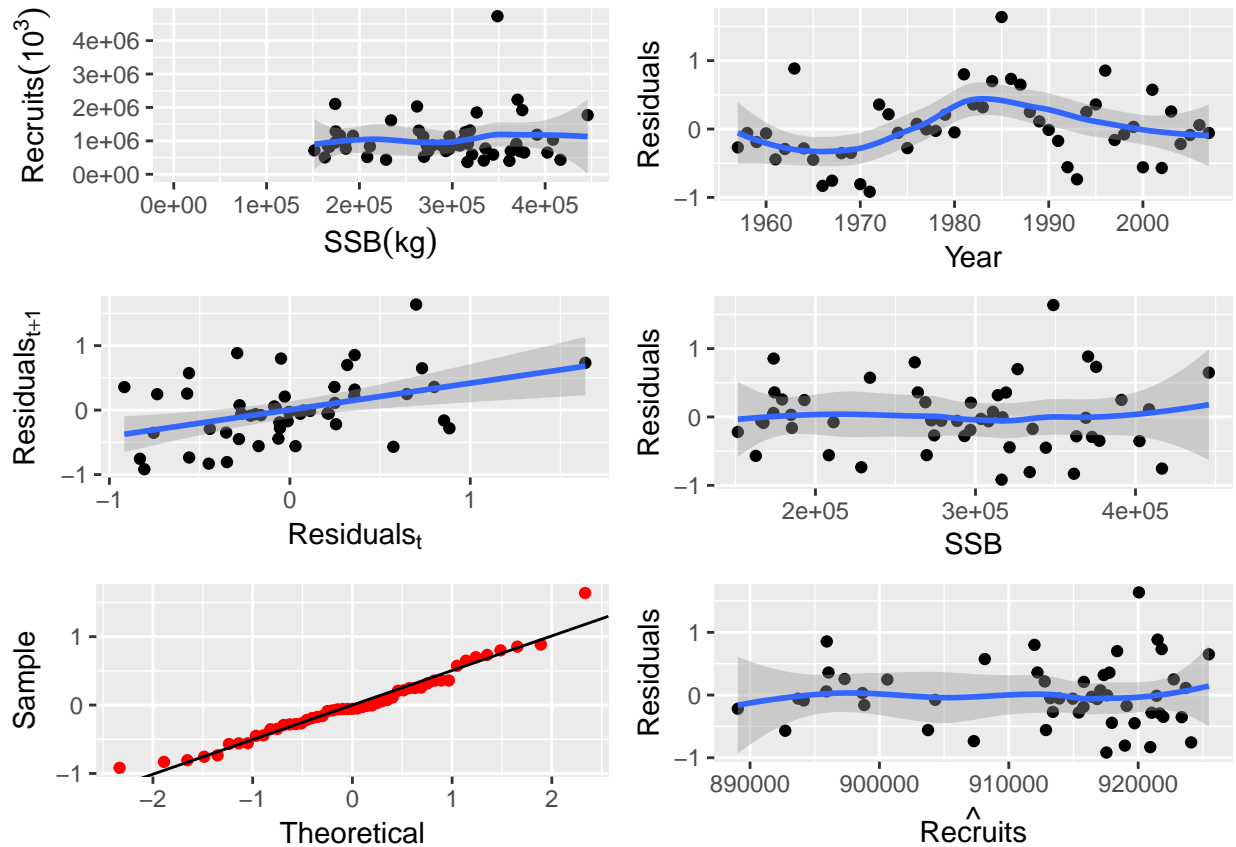 Recruits(10³)
4e+06
3e+06
2e+06
1e+06
0e+00
0e+00 1e+05 2e+05 3e+05 4e+05
SSB(kg)
Residuals
1
0
−1
1960 1970 1980 1990 2000
Year
Residualsₜ₊₁
1
0
−1
−1 0 1
Residualsₜ
Residuals
1
0
−1
2e+05 3e+05 4e+05
SSB
Sample
1
0
−1
−2 −1 0 1 2
Theoretical
Residuals
1
0
−1
890000 900000 910000 920000
^
Recruits